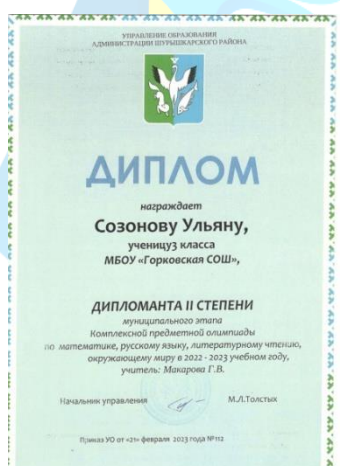 УПРАВЛЕНИЕ ОБРАЗОВАНИЯ
АДМИНИСТРАЦИИ ШУРЫШКАРСКОГО РАЙОНА
ДИПЛОМ
награждает
Созонову Ульяну,
ученицу3 класса
МБОУ «Горковская СОШ»,
ДИПЛОМАНТА II СТЕПЕНИ
муниципального этапа
Комплексной предметной олимпиады
по математике, русскому языку, литературному чтению,
окружающему миру в 2022 - 2023 учебном году,
учитель: Макарова Г.В.
Начальник управления М.Л.Толстых
Приказ УО от «21» февраля 2023 года №112